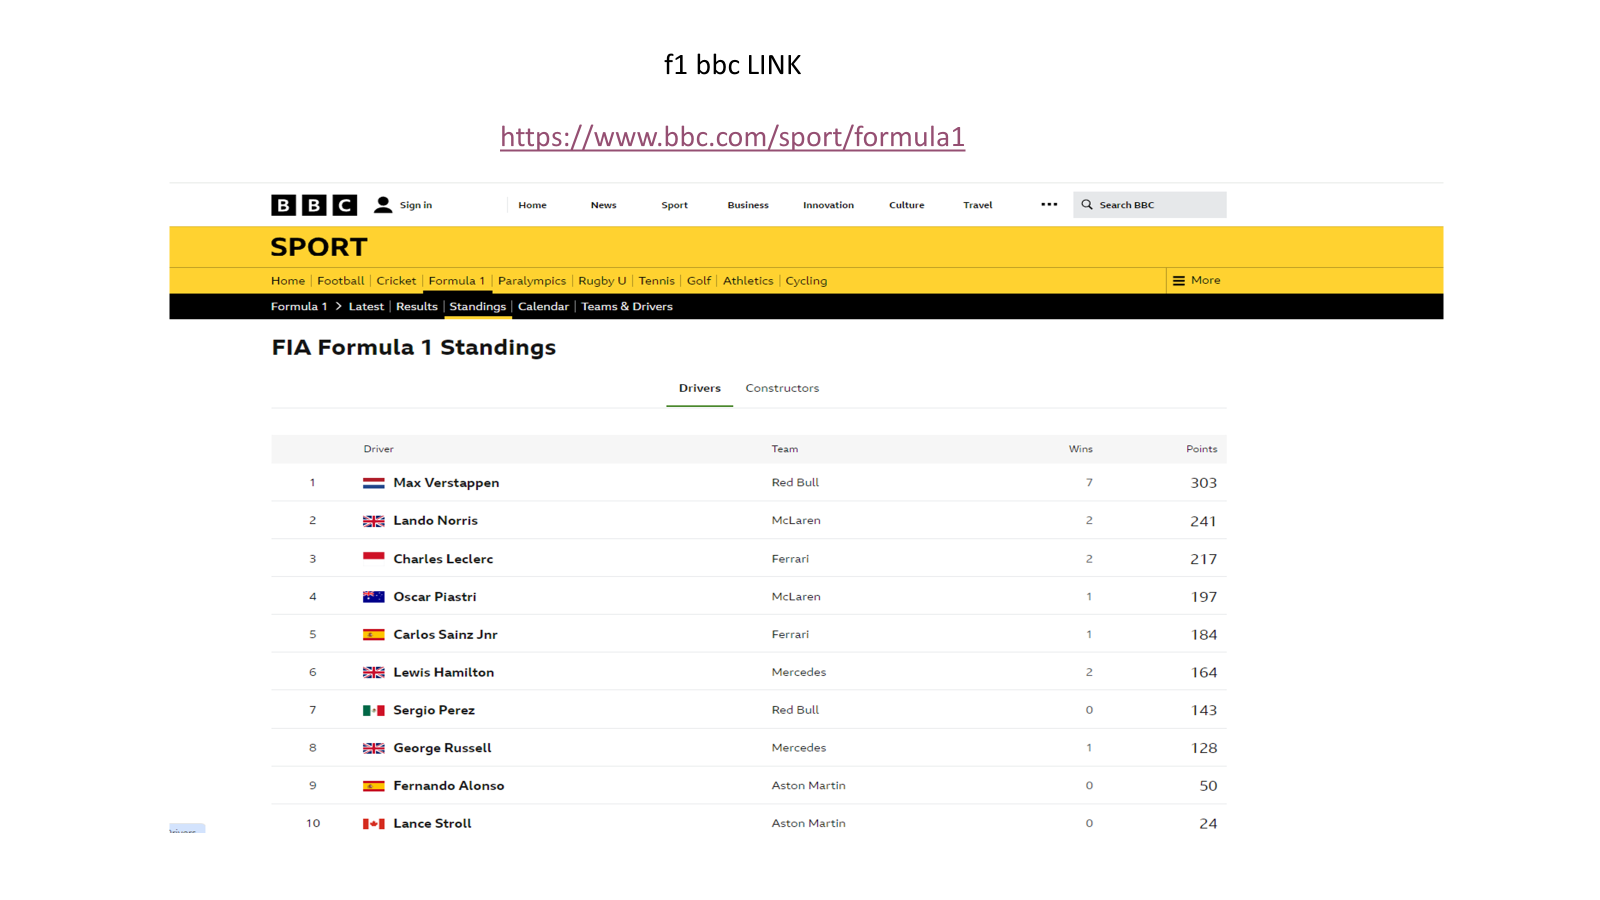 f1 bbc LINK
https://www.bbc.com/sport/formula1
BBC Sign in Home News Sport Business Innovation Culture Travel ••• Search BBC
SPORT
Home | Football | Cricket | Formula 1 | Paralympics | Rugby U | Tennis | Golf | Athletics | Cycling More
Formula 1 > Latest | Results | Standings | Calendar | Teams & Drivers
FIA Formula 1 Standings
Drivers Constructors
Driver Team Wins Points
1 Max Verstappen Red Bull 7 303
2 Lando Norris McLaren 2 241
3 Charles Leclerc Ferrari 2 217
4 Oscar Piastri McLaren 1 197
5 Carlos Sainz Jnr Ferrari 1 184
6 Lewis Hamilton Mercedes 2 164
7 Sergio Perez Red Bull 0 143
8 George Russell Mercedes 1 128
9 Fernando Alonso Aston Martin 0 50
10 Lance Stroll Aston Martin 0 24